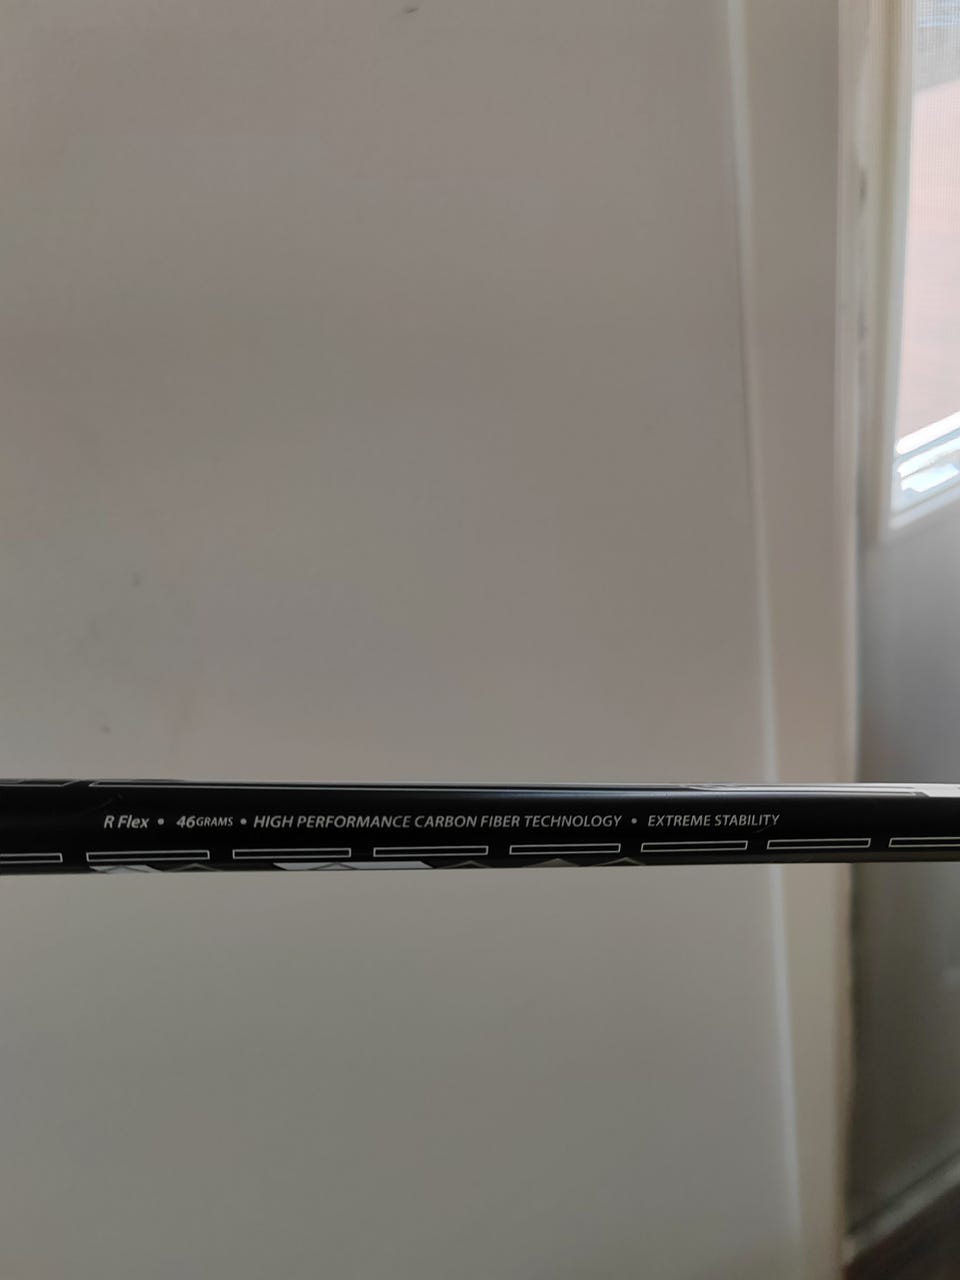 R Flex • 46GRAMS • HIGH PERFORMANCE CARBON FIBER TECHNOLOGY • EXTREME STABILITY